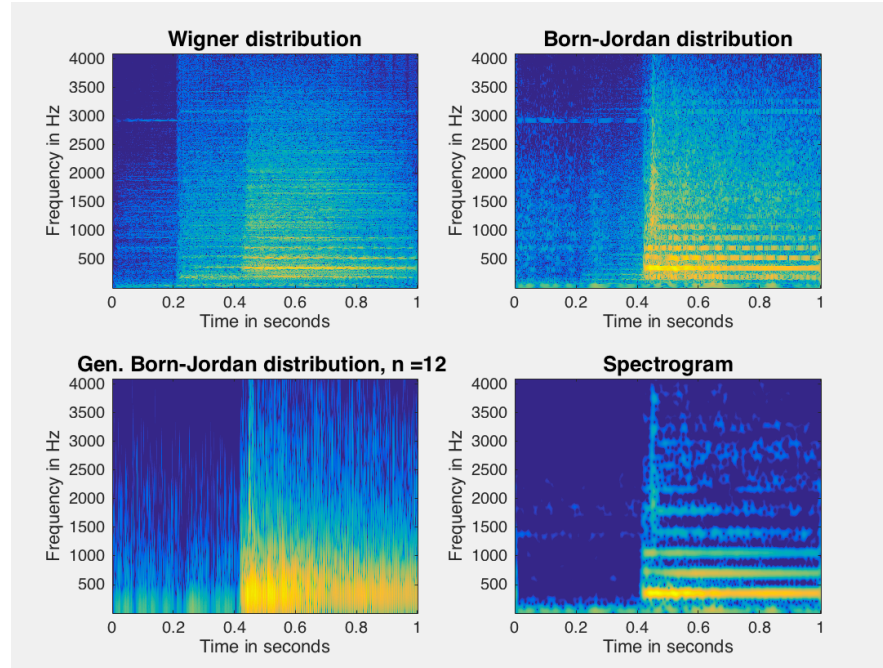 Wigner distribution
4000
3500
3000
2500
2000
1500
1000
500
0 0.2 0.4 0.6 0.8 1
Frequency in Hz
Time in seconds
Born-Jordan distribution
4000
3500
3000
2500
2000
1500
1000
500
0 0.2 0.4 0.6 0.8 1
Frequency in Hz
Time in seconds
Gen. Born-Jordan distribution, n =12
4000
3500
3000
2500
2000
1500
1000
500
0 0.2 0.4 0.6 0.8 1
Frequency in Hz
Time in seconds
Spectrogram
4000
3500
3000
2500
2000
1500
1000
500
0 0.2 0.4 0.6 0.8 1
Frequency in Hz
Time in seconds